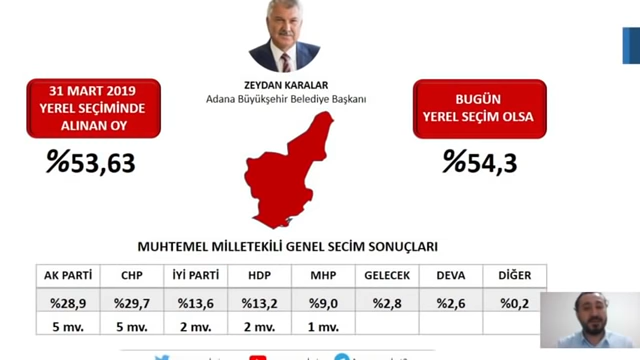 ZEYDAN KARALAR
Adana Büyükşehir Belediye Başkanı
31 MART 2019
YEREL SEÇİMİNDE
ALINAN OY
%53,63
BUGÜN
YEREL SEÇİM OLSA
%54,3
MUHTEMEL MİLLETEKİLİ GENEL SECİM SONUÇLARI
AK PARTİ CHP İYİ PARTİ HDP MHP GELECEK DEVA DİĞER
%28,9 %29,7 %13,6 %13,2 %9,0 %2,8 %2,6 %0,2
5 mv. 5 mv. 2 mv. 2 mv. 1 mv.